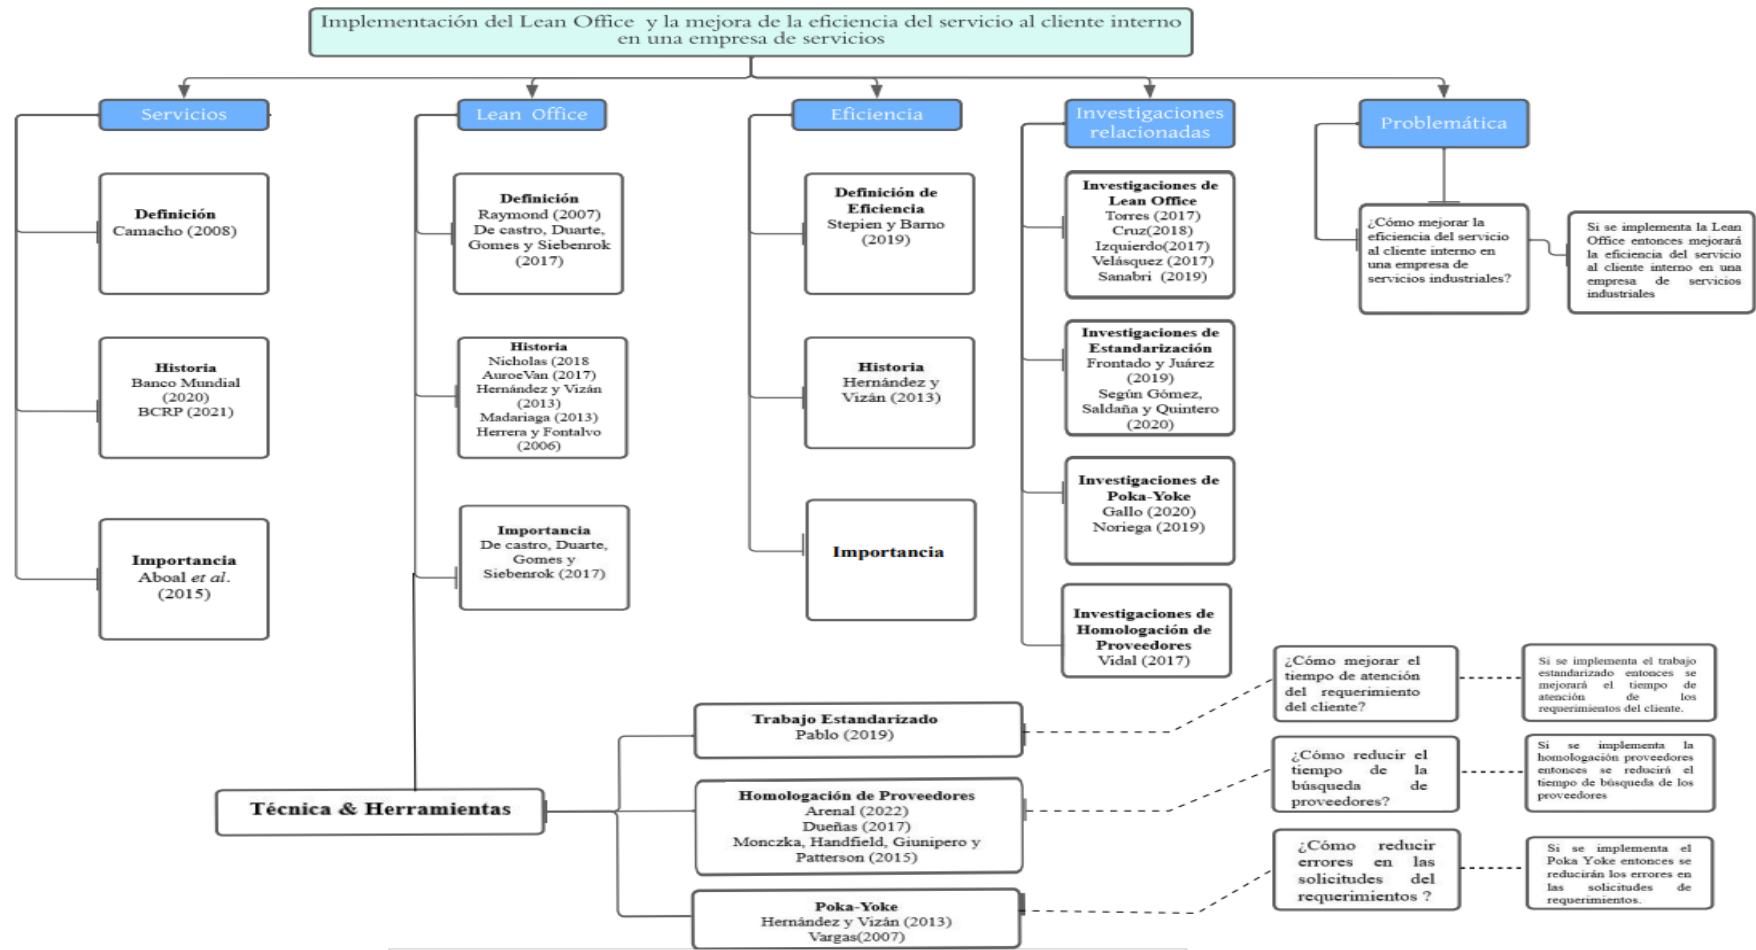 Implementación del Lean Office y la mejora de la eficiencia del servicio al cliente interno
en una empresa de servicios
Servicios
Definición
Camacho (2008)
Historia
Banco Mundial
(2020)
BCRP (2021)
Importancia
Aboal et al.
(2015)
Lean Office
Definición
Raymond (2007)
De castro, Duarte,
Gomes y Siebenrok
(2017)
Historia
Nicholas (2018
AuroeVan (2017)
Hernández y Vizán
(2013)
Madariaga (2013)
Herrera y Fontalvo
(2006)
Importancia
De castro, Duarte,
Gomes y
Siebenrok (2017)
Eficiencia
Definición de
Eficiencia
Stepien y Barno
(2019)
Historia
Hernández y
Vizán (2013)
Importancia
Investigaciones
relacionadas
Investigaciones de
Lean Office
Torres (2017)
Cruz(2018)
Izquierdo(2017)
Velásquez (2017)
Sanabri (2019)
Investigaciones de
Estandarización
Frontado y Juárez
(2019)
Según Gómez,
Saldaña y Quintero
(2020)
Investigaciones de
Poka-Yoke
Gallo (2020)
Noriega (2019)
Investigaciones de
Homologación de
Proveedores
Vidal (2017)
Problemática
¿Cómo mejorar la
eficiencia del servicio
al cliente interno en
una empresa de
servicios industriales?
Si se implementa la Lean
Office entonces mejorará
la eficiencia del servicio
al cliente interno en una
empresa de servicios
industriales
Técnica & Herramientas
Trabajo Estandarizado
Pablo (2019)
¿Cómo mejorar el
tiempo de atención
del requerimiento
del cliente?
Si se implementa el trabajo
estandarizado entonces se
mejorará el tiempo de
atención de los
requerimientos del cliente.
Homologación de Proveedores
Arenal (2022)
Dueñas (2017)
Monczka, Handfield, Giunipero y
Patterson (2015)
¿Cómo reducir el
tiempo de la
búsqueda de
proveedores?
Si se implementa la
homologación proveedores
entonces se reducirá el
tiempo de búsqueda de los
proveedores
Poka-Yoke
Hernández y Vizán (2013)
Vargas(2007)
¿Cómo reducir
errores en las
solicitudes del
requerimientos ?
Si se implementa el
Poka Yoke entonces se
reducirán los errores en
las solicitudes de
requerimientos.